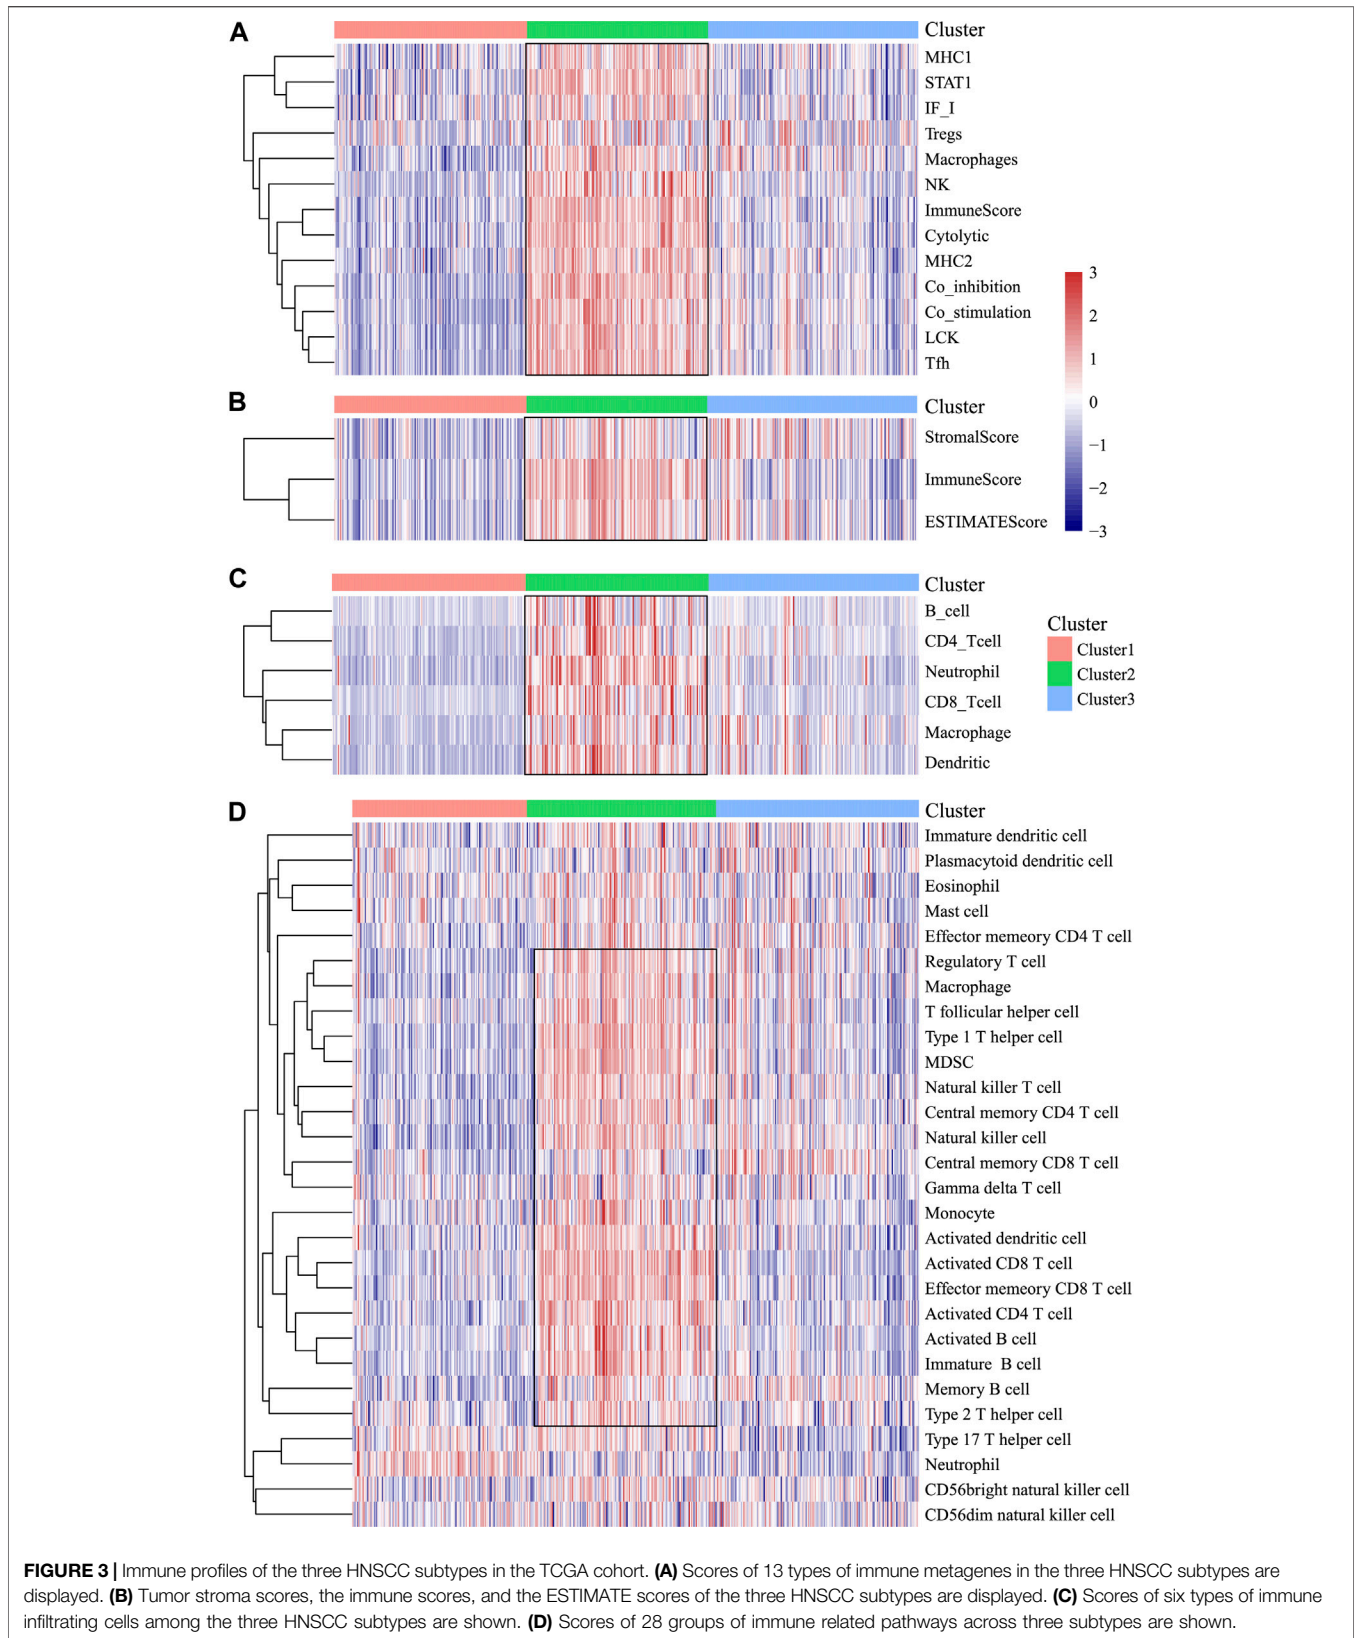 A
Cluster
MHC1
STAT1
IF_I
Tregs
Macrophages
NK
ImmuneScore
Cytolytic
MHC2
Co_inhibition
Co_stimulation
LCK
Tfh
3
2
1
0
−1
−2
−3
B
Cluster
StromalScore
ImmuneScore
ESTIMATEScore
C
Cluster
B_cell
CD4_Tcell
Neutrophil
CD8_Tcell
Macrophage
Dendritic
Cluster
Cluster1
Cluster2
Cluster3
D
Cluster
Immature dendritic cell
Plasmacytoid dendritic cell
Eosinophil
Mast cell
Effector memeory CD4 T cell
Regulatory T cell
Macrophage
T follicular helper cell
Type 1 T helper cell
MDSC
Natural killer T cell
Central memory CD4 T cell
Natural killer cell
Central memory CD8 T cell
Gamma delta T cell
Monocyte
Activated dendritic cell
Activated CD8 T cell
Effector memeory CD8 T cell
Activated CD4 T cell
Activated B cell
Immature B cell
Memory B cell
Type 2 T helper cell
Type 17 T helper cell
Neutrophil
CD56bright natural killer cell
CD56dim natural killer cell
FIGURE 3 | Immune profiles of the three HNSCC subtypes in the TCGA cohort. (A) Scores of 13 types of immune metagenes in the three HNSCC subtypes are
displayed. (B) Tumor stroma scores, the immune scores, and the ESTIMATE scores of the three HNSCC subtypes are displayed. (C) Scores of six types of immune
infiltrating cells among the three HNSCC subtypes are shown. (D) Scores of 28 groups of immune related pathways across three subtypes are shown.